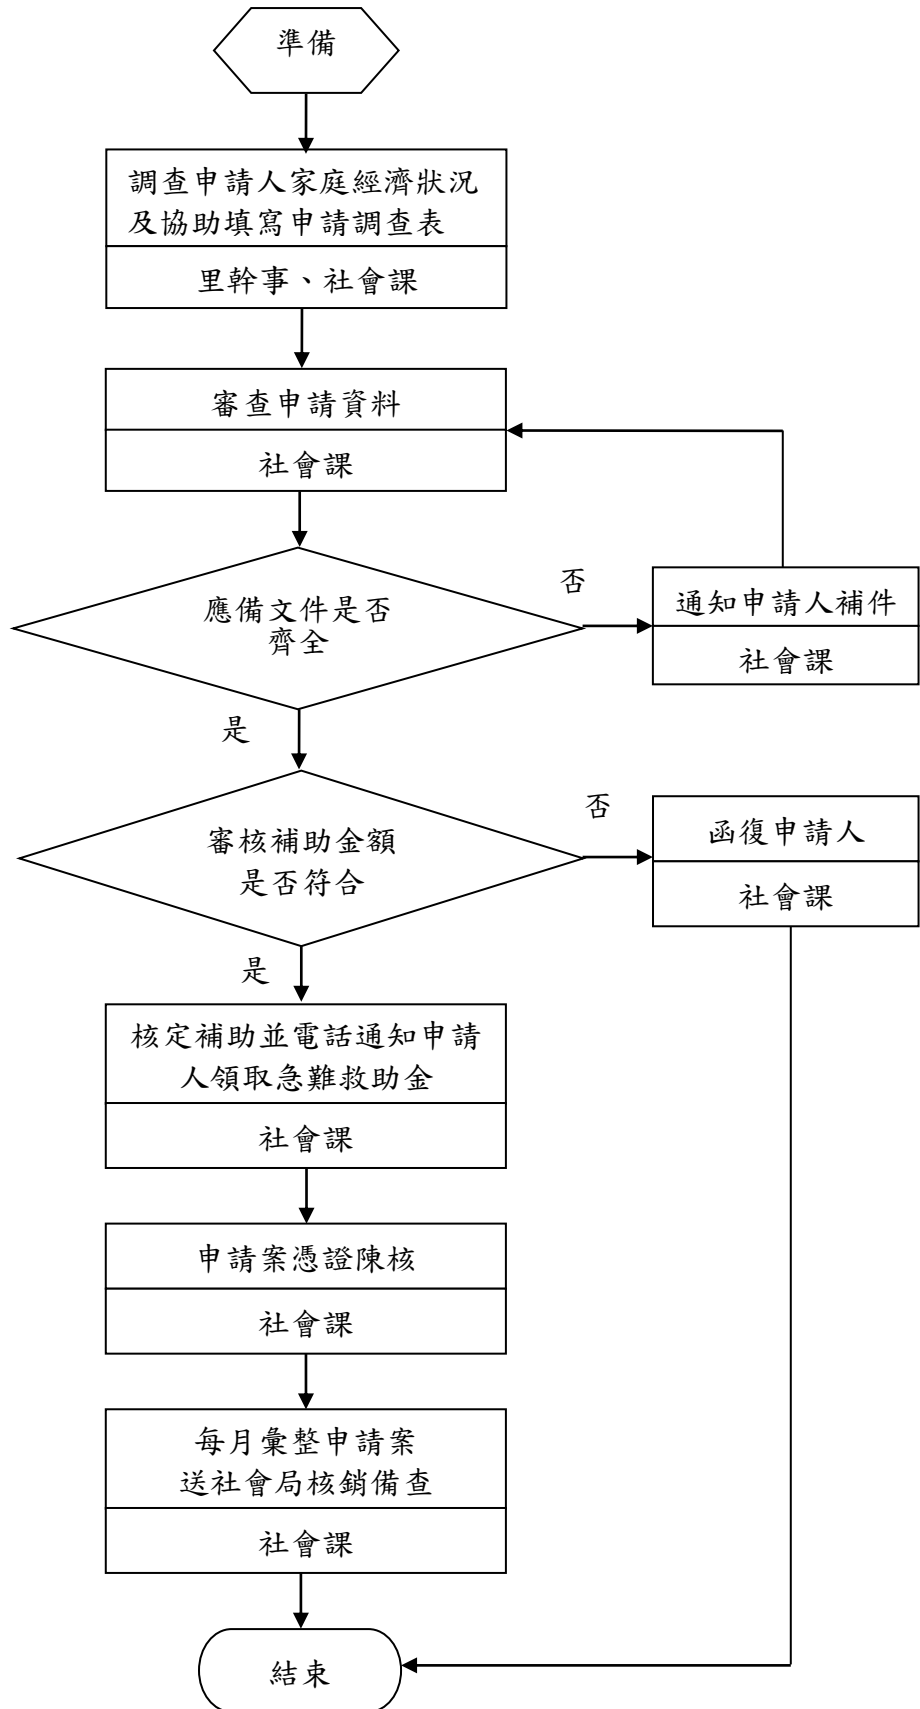 準備
調查申請人家庭經濟狀況
及協助填寫申請調查表
里幹事、社會課
審查申請資料
社會課
應備文件是否
齊全
否
通知申請人補件
社會課
是
審核補助金額
是否符合
否
函復申請人
社會課
是
核定補助並電話通知申請
人領取急難救助金
社會課
申請案憑證陳核
社會課
每月彙整申請案
送社會局核銷備查
社會課
結束